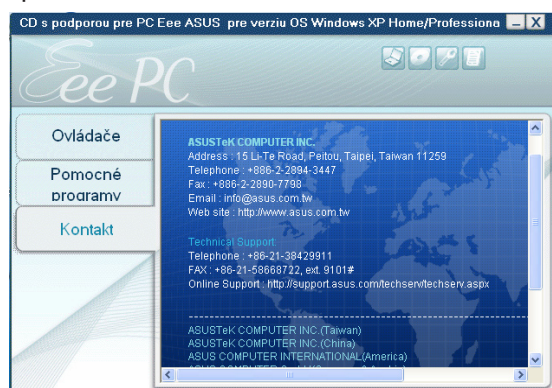 CD s podporou pre PC Eee ASUS pre verziu OS Windows XP Home/Professiona
Eee PC
Ovládače
Pomocné
programy
Kontakt
ASUSTeK COMPUTER INC.
Address : 15 Li-Te Road, Peitou, Taipei, Taiwan 11259
Telephone : +886-2-2894-3447
Fax : +886-2-2890-7798
Email : info@asus.com.tw
Web site : http://www.asus.com.tw
Technical Support
Telephone : +86-21-38429911
FAX : +86-21-58668722, ext. 9101#
Online Support : http://support.asus.com/techserv/techserv.aspx
ASUSTeK COMPUTER INC.(Taiwan)
ASUSTeK COMPUTER INC.(China)
ASUS COMPUTER INTERNATIONAL(America)